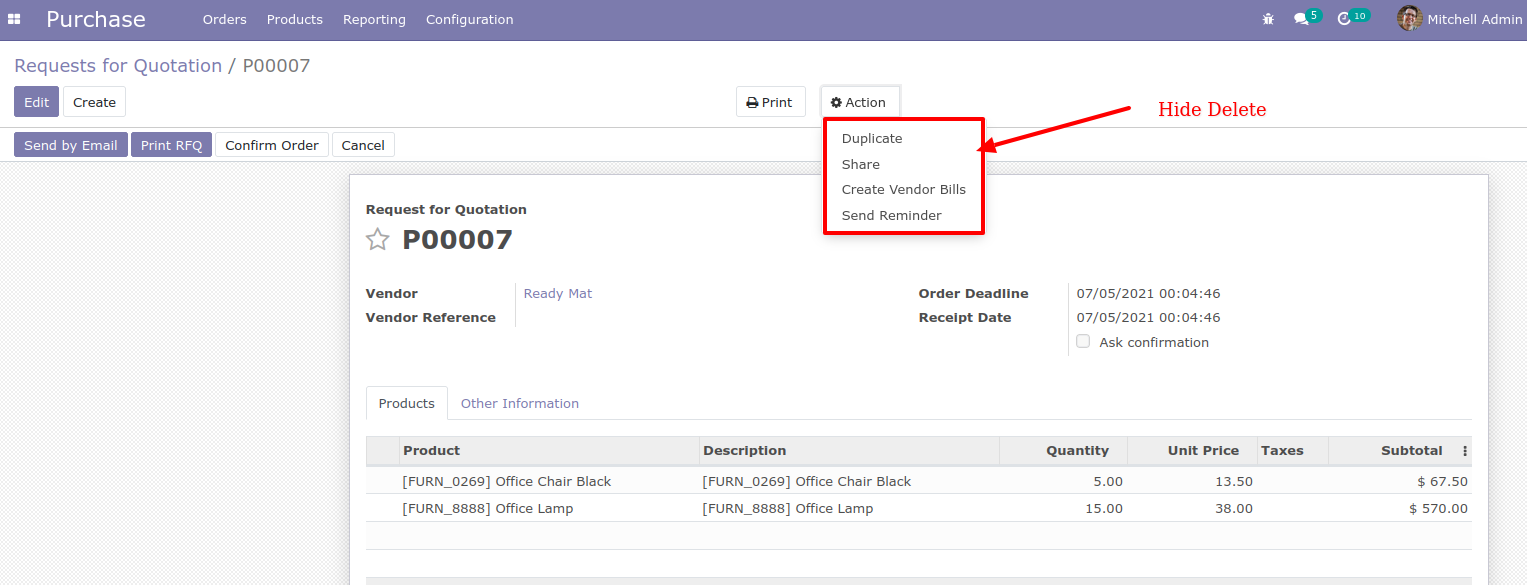 Purchase Orders Products Reporting Configuration 5 10 Mitchell Admin
Requests for Quotation / P00007
Edit Create Print Action
Hide Delete
Send by Email Print RFQ Confirm Order Cancel
Duplicate
Share
Create Vendor Bills
Send Reminder
Request for Quotation
P00007
Vendor Ready Mat Order Deadline 07/05/2021 00:04:46
Vendor Reference Receipt Date 07/05/2021 00:04:46
Ask confirmation
Products Other Information
Product Description Quantity Unit Price Taxes Subtotal
[FURN_0269] Office Chair Black [FURN_0269] Office Chair Black 5.00 13.50 $ 67.50
[FURN_8888] Office Lamp [FURN_8888] Office Lamp 15.00 38.00 $ 570.00